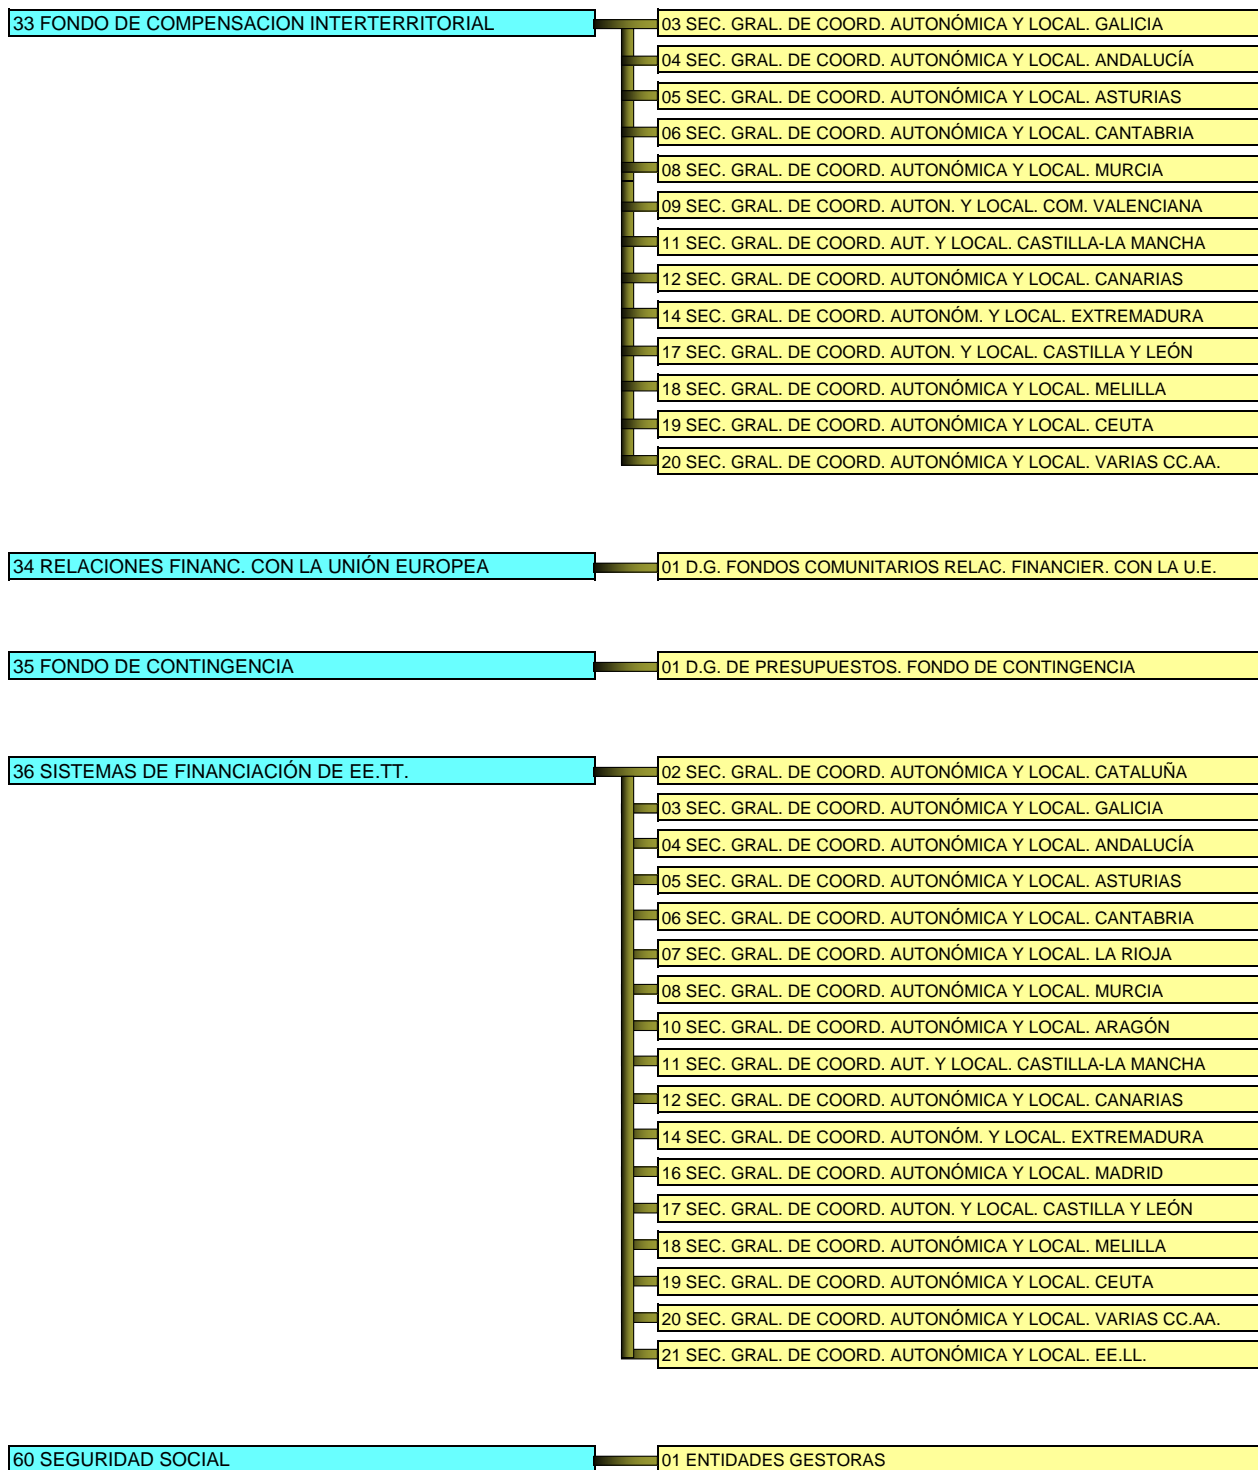 33 FONDO DE COMPENSACION INTERTERRITORIAL
03 SEC. GRAL. DE COORD. AUTONÓMICA Y LOCAL. GALICIA
04 SEC. GRAL. DE COORD. AUTONÓMICA Y LOCAL. ANDALUCÍA
05 SEC. GRAL. DE COORD. AUTONÓMICA Y LOCAL. ASTURIAS
06 SEC. GRAL. DE COORD. AUTONÓMICA Y LOCAL. CANTABRIA
08 SEC. GRAL. DE COORD. AUTONÓMICA Y LOCAL. MURCIA
09 SEC. GRAL. DE COORD. AUTON. Y LOCAL. COM. VALENCIANA
11 SEC. GRAL. DE COORD. AUT. Y LOCAL. CASTILLA-LA MANCHA
12 SEC. GRAL. DE COORD. AUTONÓMICA Y LOCAL. CANARIAS
14 SEC. GRAL. DE COORD. AUTONÓM. Y LOCAL. EXTREMADURA
17 SEC. GRAL. DE COORD. AUTON. Y LOCAL. CASTILLA Y LEÓN
18 SEC. GRAL. DE COORD. AUTONÓMICA Y LOCAL. MELILLA
19 SEC. GRAL. DE COORD. AUTONÓMICA Y LOCAL. CEUTA
20 SEC. GRAL. DE COORD. AUTONÓMICA Y LOCAL. VARIAS CC.AA.
34 RELACIONES FINANC. CON LA UNIÓN EUROPEA
01 D.G. FONDOS COMUNITARIOS RELAC. FINANCIER. CON LA U.E.
35 FONDO DE CONTINGENCIA
01 D.G. DE PRESUPUESTOS. FONDO DE CONTINGENCIA
36 SISTEMAS DE FINANCIACIÓN DE EE.TT.
02 SEC. GRAL. DE COORD. AUTONÓMICA Y LOCAL. CATALUÑA
03 SEC. GRAL. DE COORD. AUTONÓMICA Y LOCAL. GALICIA
04 SEC. GRAL. DE COORD. AUTONÓMICA Y LOCAL. ANDALUCÍA
05 SEC. GRAL. DE COORD. AUTONÓMICA Y LOCAL. ASTURIAS
06 SEC. GRAL. DE COORD. AUTONÓMICA Y LOCAL. CANTABRIA
07 SEC. GRAL. DE COORD. AUTONÓMICA Y LOCAL. LA RIOJA
08 SEC. GRAL. DE COORD. AUTONÓMICA Y LOCAL. MURCIA
10 SEC. GRAL. DE COORD. AUTONÓMICA Y LOCAL. ARAGÓN
11 SEC. GRAL. DE COORD. AUT. Y LOCAL. CASTILLA-LA MANCHA
12 SEC. GRAL. DE COORD. AUTONÓMICA Y LOCAL. CANARIAS
14 SEC. GRAL. DE COORD. AUTONÓM. Y LOCAL. EXTREMADURA
16 SEC. GRAL. DE COORD. AUTONÓMICA Y LOCAL. MADRID
17 SEC. GRAL. DE COORD. AUTON. Y LOCAL. CASTILLA Y LEÓN
18 SEC. GRAL. DE COORD. AUTONÓMICA Y LOCAL. MELILLA
19 SEC. GRAL. DE COORD. AUTONÓMICA Y LOCAL. CEUTA
20 SEC. GRAL. DE COORD. AUTONÓMICA Y LOCAL. VARIAS CC.AA.
21 SEC. GRAL. DE COORD. AUTONÓMICA Y LOCAL. EE.LL.
60 SEGURIDAD SOCIAL
01 ENTIDADES GESTORAS